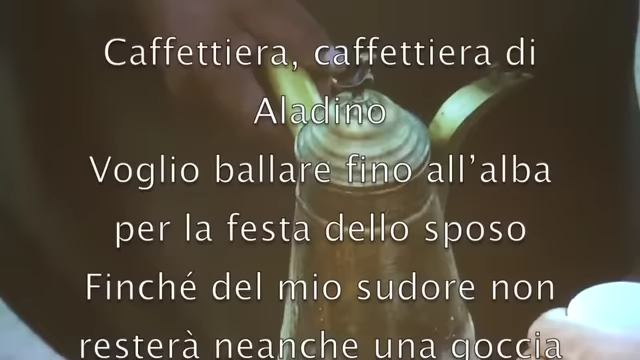 Caffettiera, caffettiera di
Aladino
Voglio ballare fino all’alba
per la festa dello sposo
Finché del mio sudore non
resterà neanche una goccia